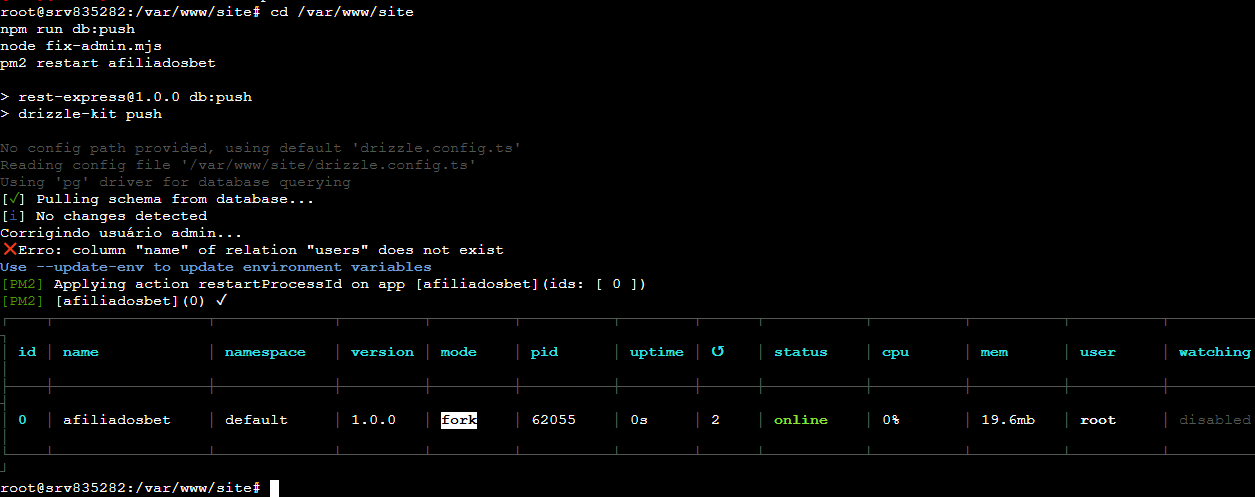 root@srv835282:/var/www/site# cd /var/www/site
npm run db:push
node fix-admin.mjs
pm2 restart afiliadosbet
> rest-express@1.0.0 db:push
> drizzle-kit push
No config path provided, using default 'drizzle.config.ts'
Reading config file '/var/www/site/drizzle.config.ts'
Using 'pg' driver for database querying
[✓] Pulling schema from database...
[i] No changes detected
Corrigindo usuário admin...
❌Erro: column "name" of relation "users" does not exist
Use --update-env to update environment variables
[PM2] Applying action restartProcessId on app [afiliadosbet](ids: [ 0 ])
[PM2] [afiliadosbet](0) ✓
│ id │ name │ namespace │ version │ mode │ pid │ uptime │ ↺ │ status │ cpu │ mem │ user │ watching
│ 0 │ afiliadosbet │ default │ 1.0.0 │ fork │ 62055 │ 0s │ 2 │ online │ 0% │ 19.6mb │ root │ disabled
root@srv835282:/var/www/site#